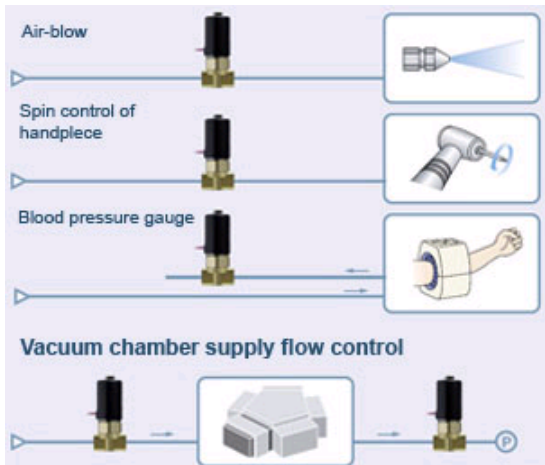 Air-blow
Spin control of
handplece
Blood pressure gauge
Vacuum chamber supply flow control
P